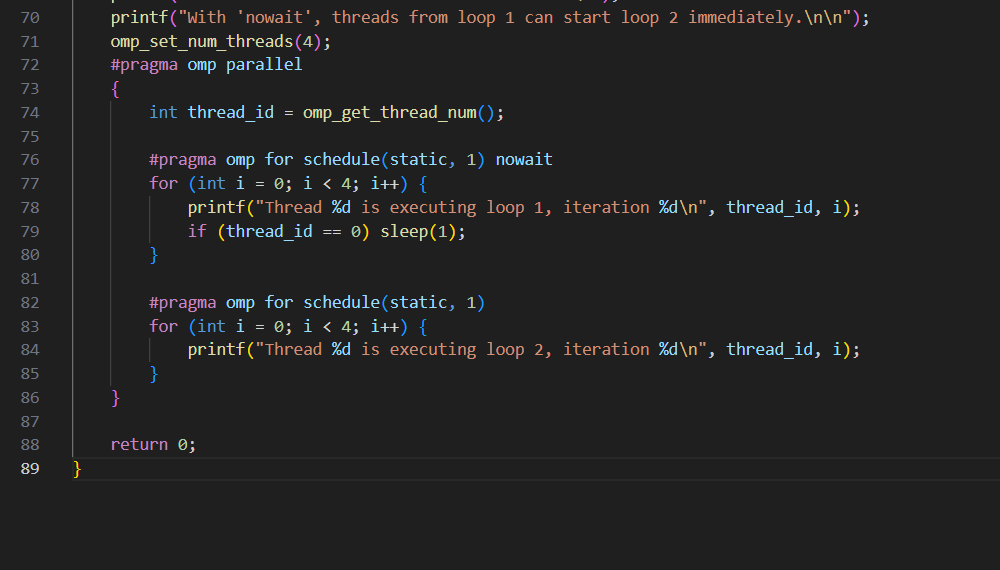 70 printf("With 'nowait', threads from loop 1 can start loop 2 immediately.\n\n");
71 omp_set_num_threads(4);
72 #pragma omp parallel
73 {
74 int thread_id = omp_get_thread_num();
75
76 #pragma omp for schedule(static, 1) nowait
77 for (int i = 0; i < 4; i++) {
78 printf("Thread %d is executing loop 1, iteration %d\n", thread_id, i);
79 if (thread_id == 0) sleep(1);
80 }
81
82 #pragma omp for schedule(static, 1)
83 for (int i = 0; i < 4; i++) {
84 printf("Thread %d is executing loop 2, iteration %d\n", thread_id, i);
85 }
86 }
87
88 return 0;
89 }